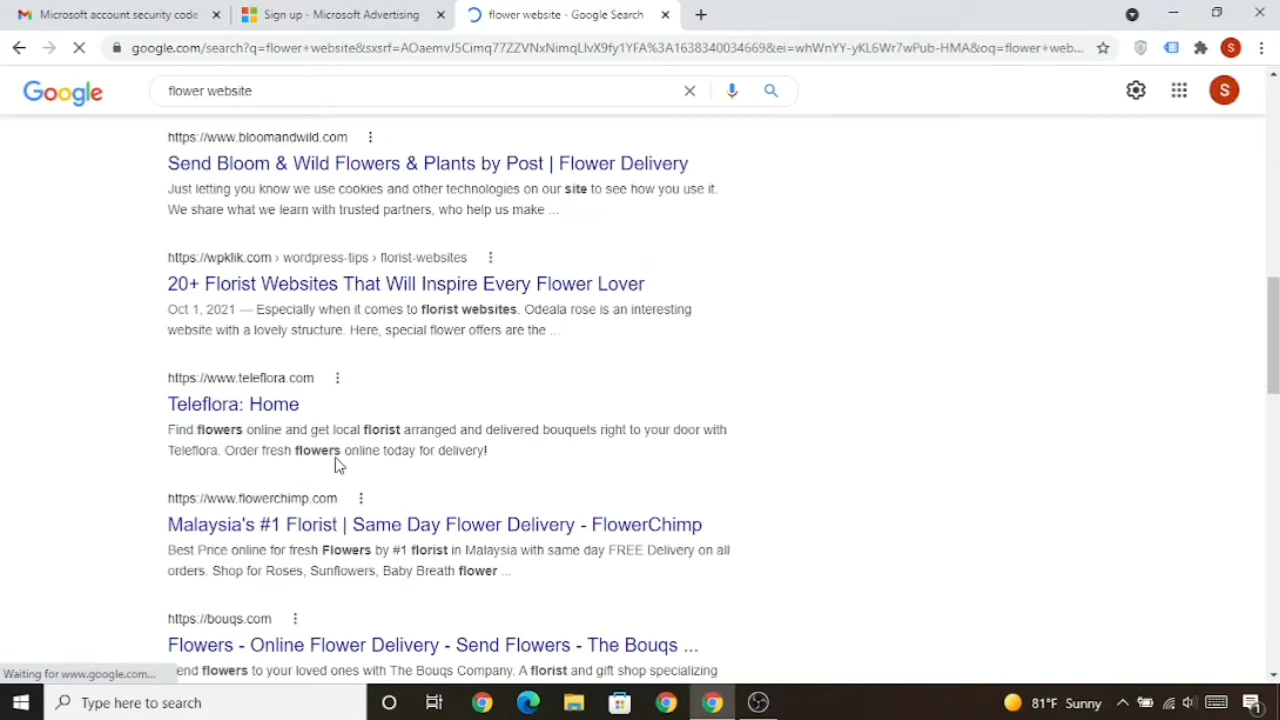 Microsoft account security code
Sign up - Microsoft Advertising
flower website - Google Search
google.com/search?q=flower+website&sxsrf=AOaemvJ5Cimq77ZZVNxNimqLlvX9fy1YFA%3A1638340034669&ei=whWnYY-yKL6Wr7wPub-HMA&oq=flower+web...
S
Google
flower website
S
https://www.bloomandwild.com
Send Bloom & Wild Flowers & Plants by Post | Flower Delivery
Just letting you know we use cookies and other technologies on our site to see how you use it.
We share what we learn with trusted partners, who help us make ...
https://wpklik.com › wordpress-tips › florist-websites
20+ Florist Websites That Will Inspire Every Flower Lover
Oct 1, 2021 — Especially when it comes to florist websites. Odeala rose is an interesting
website with a lovely structure. Here, special flower offers are the ...
https://www.teleflora.com
Teleflora: Home
Find flowers online and get local florist arranged and delivered bouquets right to your door with
Teleflora. Order fresh flowers online today for delivery!
https://www.flowerchimp.com
Malaysia's #1 Florist | Same Day Flower Delivery - FlowerChimp
Best Price online for fresh Flowers by #1 florist in Malaysia with same day FREE Delivery on all
orders. Shop for Roses, Sunflowers, Baby Breath flower ...
https://bouqs.com
Flowers - Online Flower Delivery - Send Flowers - The Bouqs ...
Send flowers to your loved ones with The Bouqs Company. A florist and gift shop specializing
Waiting for www.google.com...
Type here to search
81°F Sunny
1